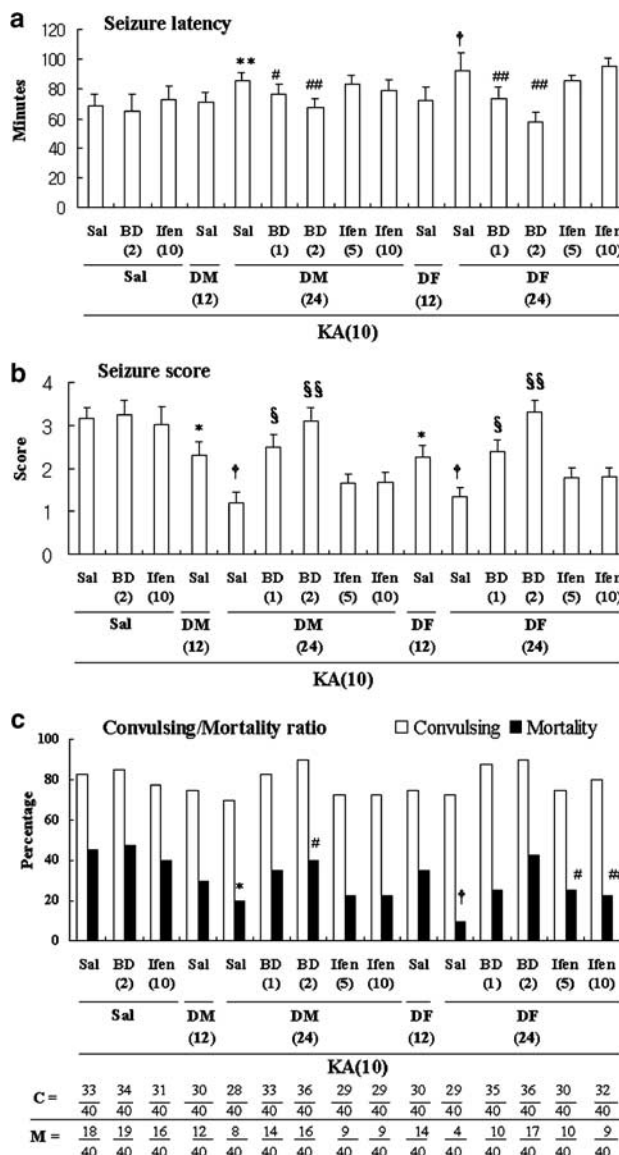 a Seizure latency
120
100
80
60
40
20
0
Minutes
** # ## † ## ##
Sal BD Ifen Sal Sal BD BD Ifen Ifen Sal Sal BD BD Ifen Ifen
(2) (10) (1) (2) (5) (10) (1) (2) (5) (10)
Sal DM DM DF DF
(12) (24) (12) (24)
KA(10)
b Seizure score
4
3
2
1
0
Score
* † § §§ * † § §§
Sal BD Ifen Sal Sal BD BD Ifen Ifen Sal Sal BD BD Ifen Ifen
(2) (10) (1) (2) (5) (10) (1) (2) (5) (10)
Sal DM DM DF DF
(12) (24) (12) (24)
KA(10)
c Convulsing/Mortality ratio Convulsing Mortality
100
80
60
40
20
0
Percentage
* # † # #
Sal BD Ifen Sal Sal BD BD Ifen Ifen Sal Sal BD BD Ifen Ifen
(2) (10) (1) (2) (5) (10) (1) (2) (5) (10)
Sal DM DM DF DF
(12) (24) (12) (24)
KA(10)
C = 33/40 34/40 31/40 30/40 28/40 33/40 36/40 29/40 29/40 30/40 29/40 35/40 36/40 30/40 32/40
M = 18/40 19/40 16/40 12/40 8/40 14/40 16/40 9/40 9/40 14/40 4/40 10/40 17/40 10/40 9/40